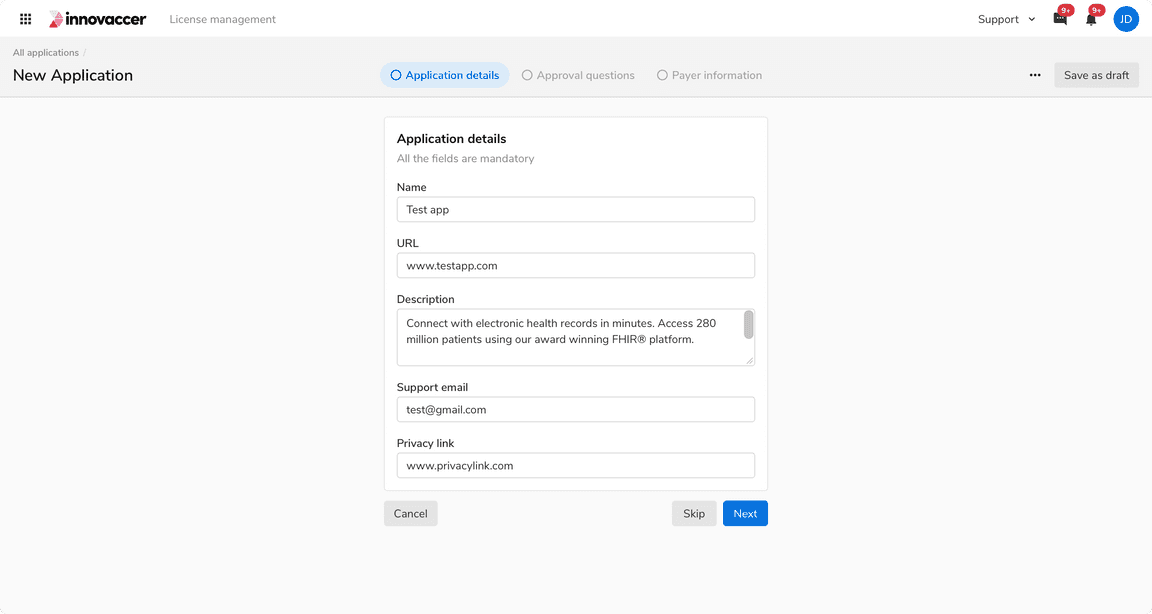 innovaccer License management Support 9+ 9+ JD
All applications /
New Application Application details Approval questions Payer information Save as draft
Application details
All the fields are mandatory
Name
Test app
URL
www.testapp.com
Description
Connect with electronic health records in minutes. Access 280
million patients using our award winning FHIR® platform.
Support email
test@gmail.com
Privacy link
www.privacylink.com
Cancel Skip Next